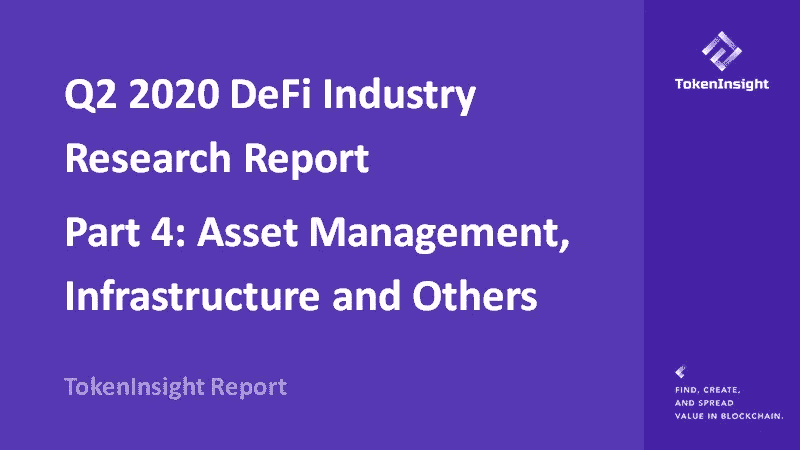 Q2 2020 DeFi Industry
Research Report
Part 4: Asset Management,
Infrastructure and Others
TokenInsight Report
TokenInsight
FIND, CREATE,
AND SPREAD
VALUE IN BLOCKCHAIN.